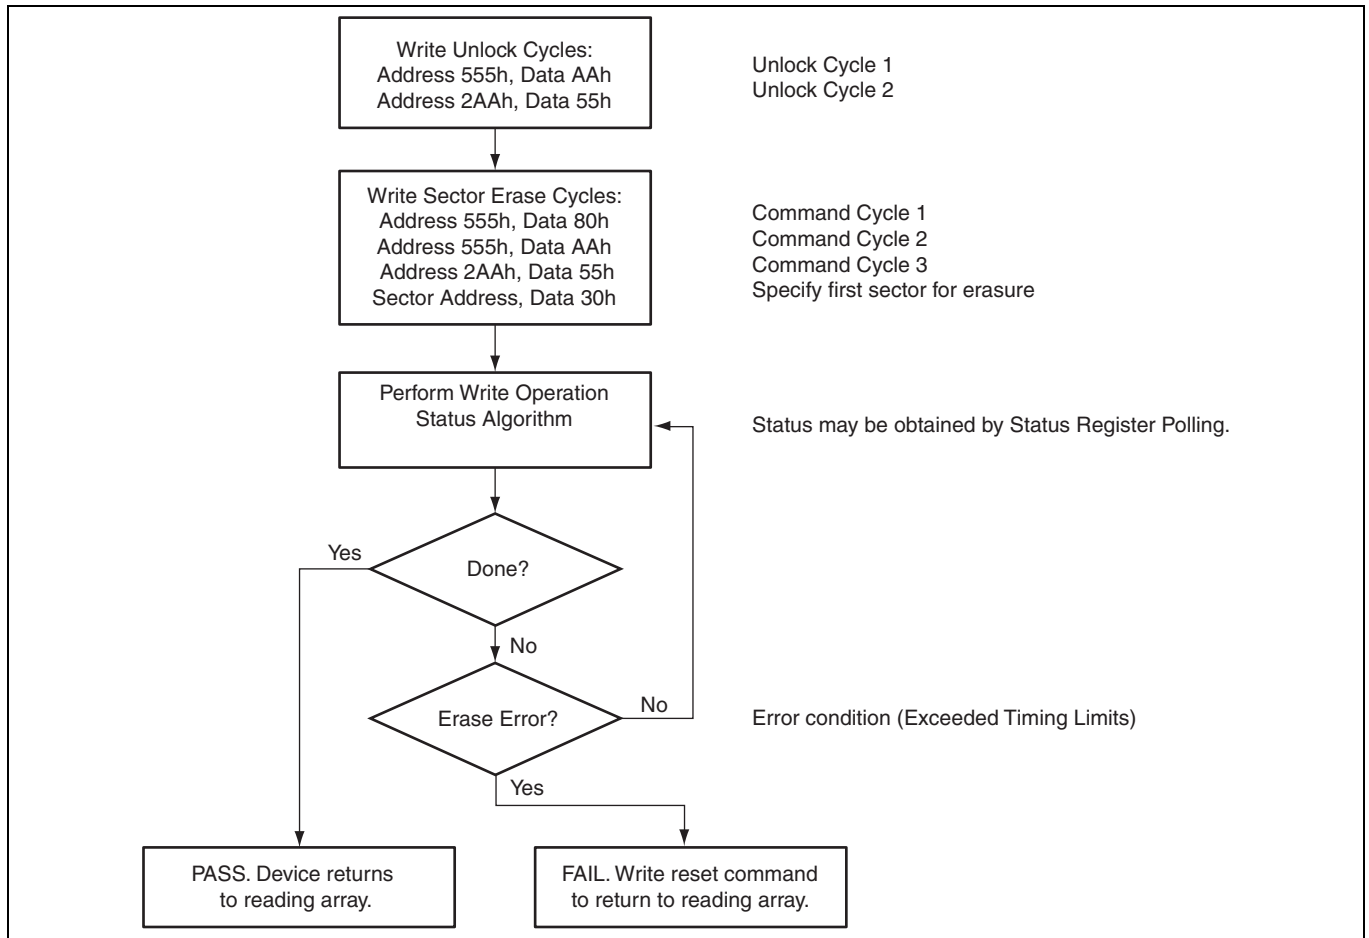 Write Unlock Cycles:
Address 555h, Data AAh
Address 2AAh, Data 55h
Unlock Cycle 1
Unlock Cycle 2
Write Sector Erase Cycles:
Address 555h, Data 80h
Address 555h, Data AAh
Address 2AAh, Data 55h
Sector Address, Data 30h
Command Cycle 1
Command Cycle 2
Command Cycle 3
Specify first sector for erasure
Perform Write Operation
Status Algorithm
Status may be obtained by Status Register Polling.
Yes
Done?
No
Erase Error?
No
Error condition (Exceeded Timing Limits)
Yes
PASS. Device returns
to reading array.
FAIL. Write reset command
to return to reading array.